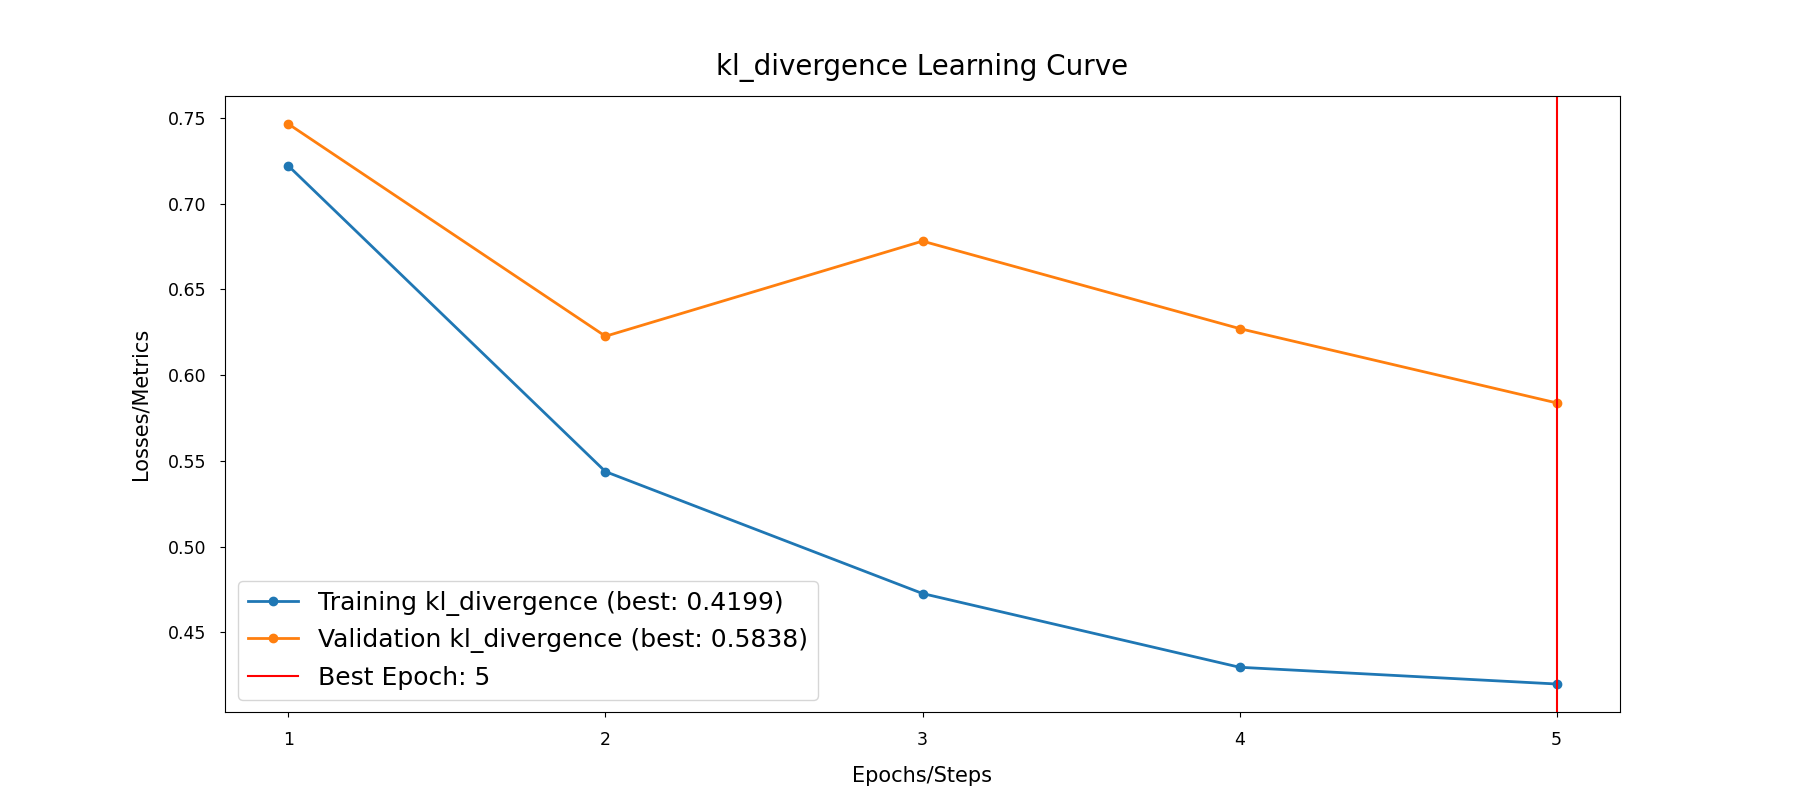 kl_divergence Learning Curve
0.75
0.70
0.65
0.60
0.55
0.50
0.45
Losses/Metrics
Training kl_divergence (best: 0.4199)
Validation kl_divergence (best: 0.5838)
Best Epoch: 5
1 2 3 4 5
Epochs/Steps